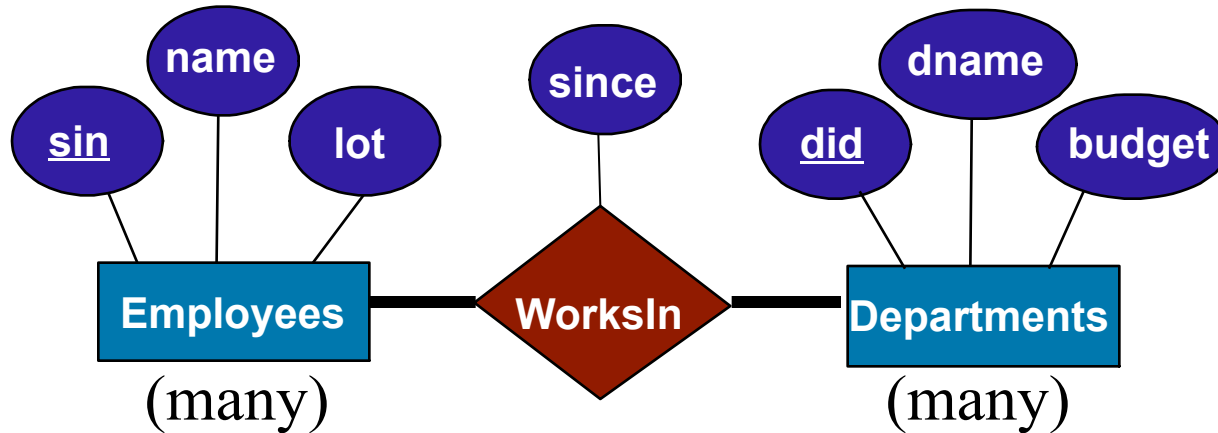 name
since
dname
sin
lot
did
budget
Employees
WorksIn
Departments
(many)
(many)